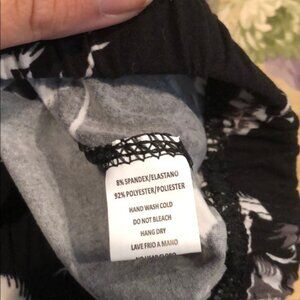 8% SPANDEX/ELASTANO
92% POLYESTER/POLIESTER
HAND WASH COLD
DO NOT BLEACH
HANG DRY
LAVE FRIO A MANO